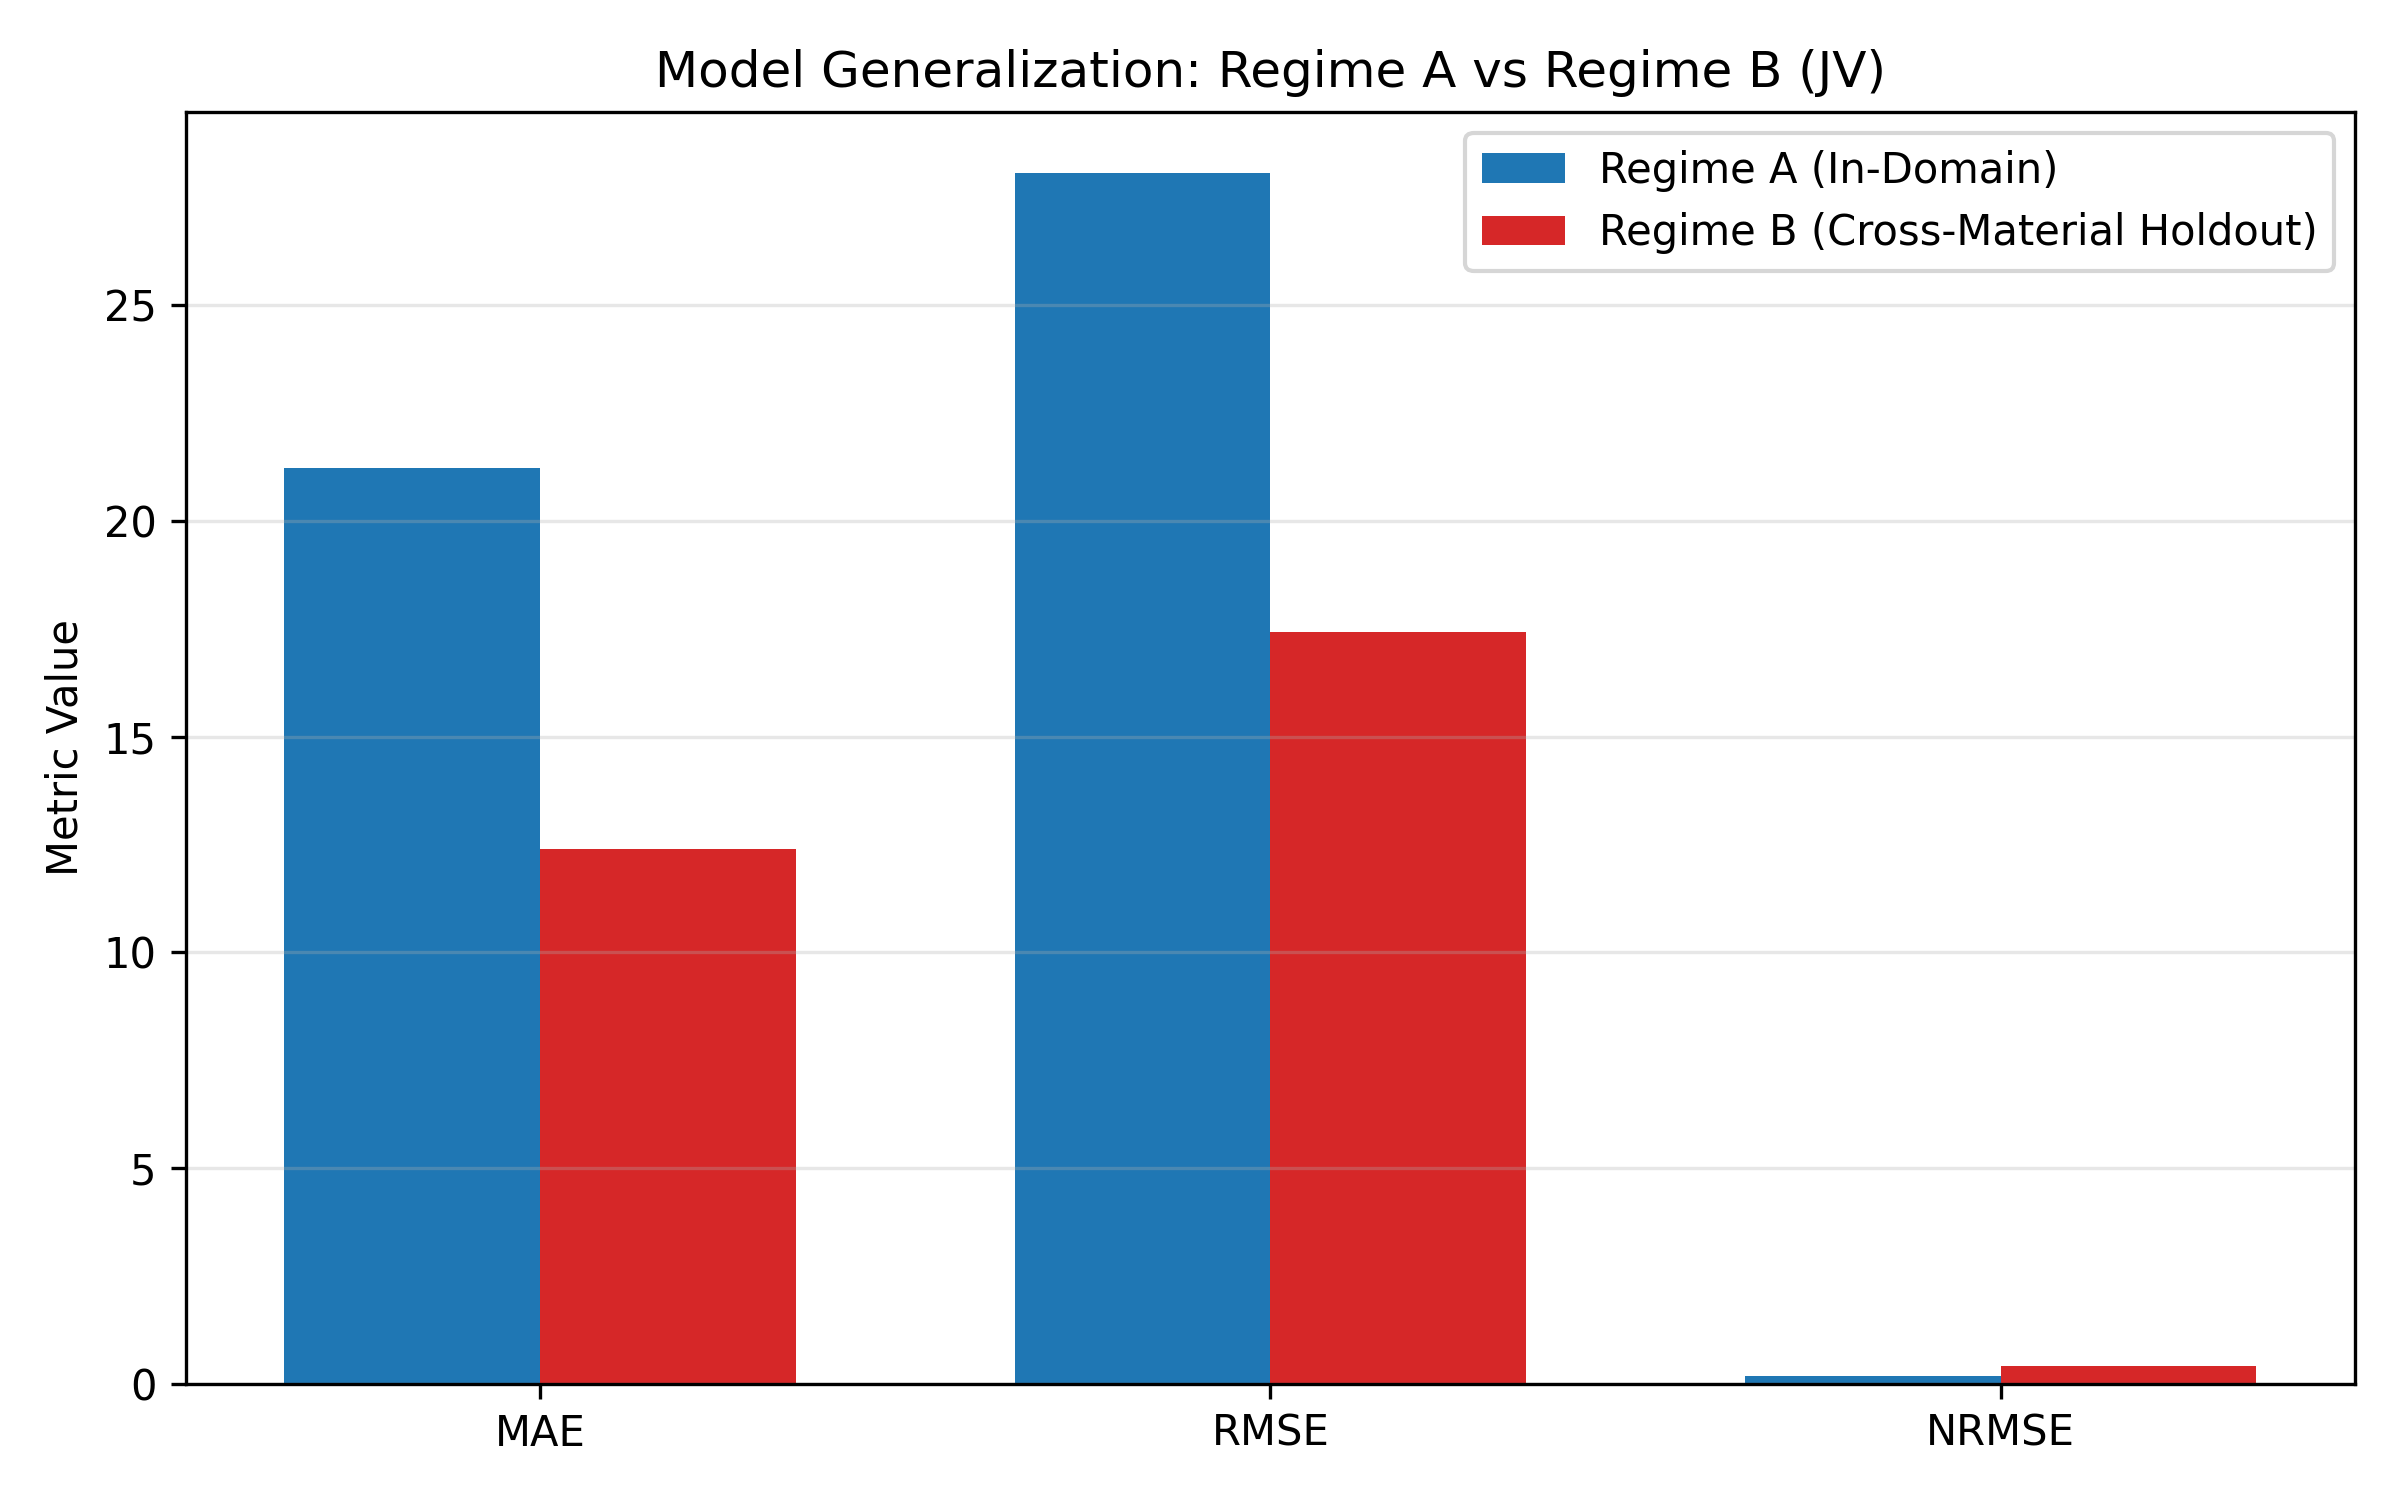 Model Generalization: Regime A vs Regime B (JV)
Regime A (In-Domain)
Regime B (Cross-Material Holdout)
Metric Value
25
20
15
10
5
0
MAE RMSE NRMSE